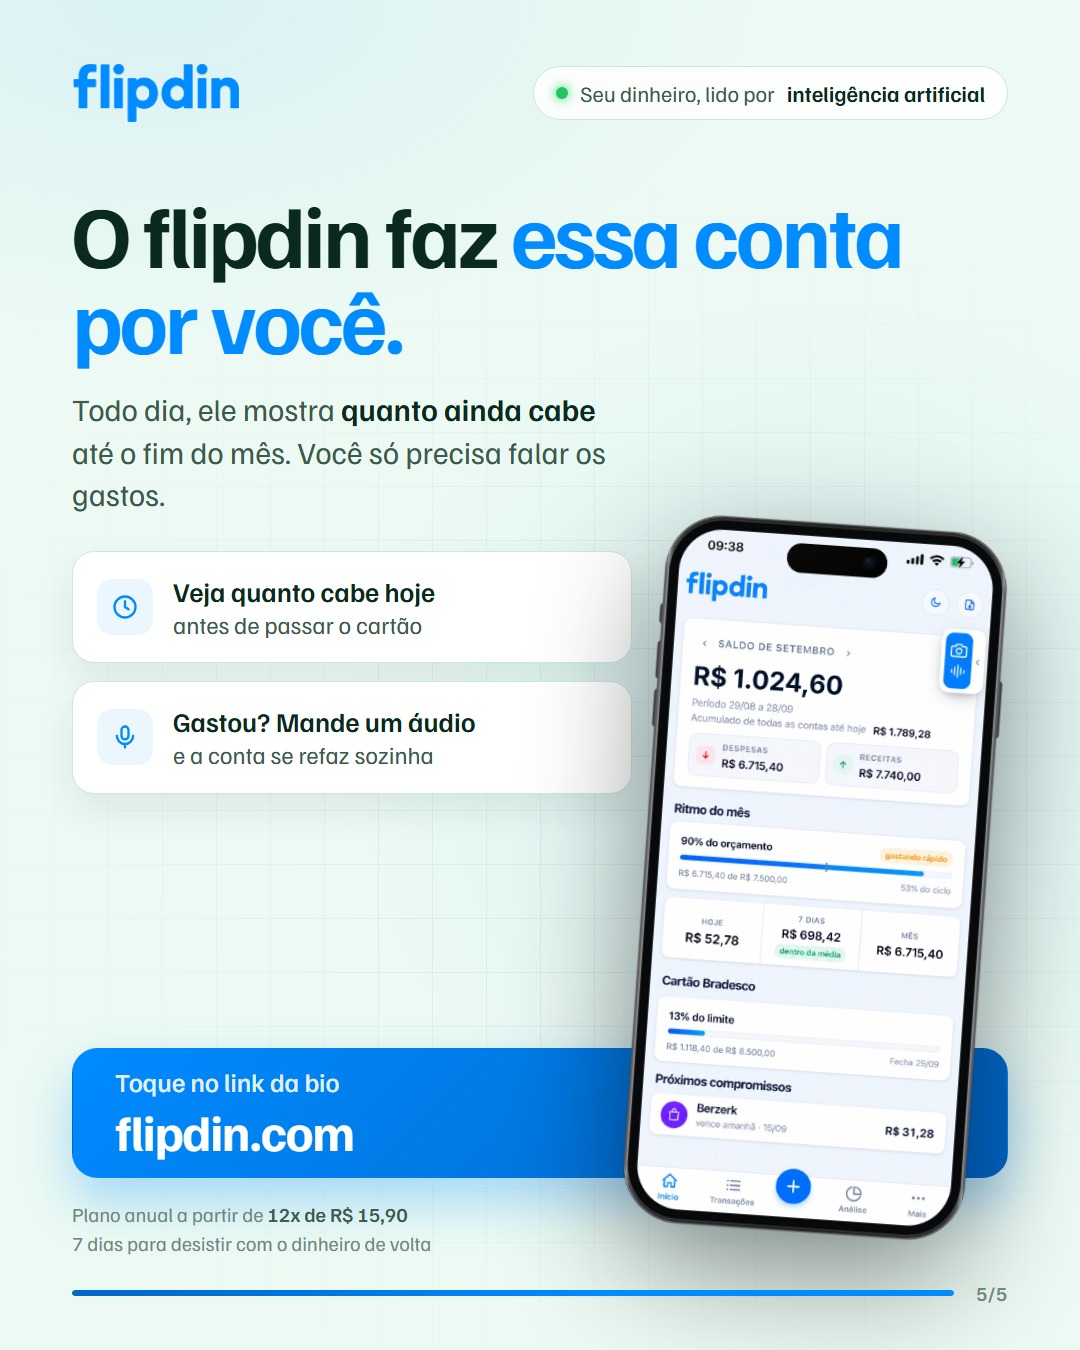 flipdin
Seu dinheiro, lido por inteligência artificial
O flipdin faz essa conta
por você.
Todo dia, ele mostra quanto ainda cabe
até o fim do mês. Você só precisa falar os
gastos.
Veja quanto cabe hoje
antes de passar o cartão
Gastou? Mande um áudio
e a conta se refaz sozinha
09:38
flipdin
‹ SALDO DE SETEMBRO ›
R$ 1.024,60
Período 29/08 a 28/09
Acumulado de todas as contas até hoje R$ 1.789,28
DESPESAS
R$ 6.715,40
RECEITAS
R$ 7.740,00
Ritmo do mês
90% do orçamento
gastando rápido
R$ 6.715,40 de R$ 7.500,00
53% do ciclo
HOJE
R$ 52,78
7 DIAS
R$ 698,42
dentro da média
MÊS
R$ 6.715,40
Cartão Bradesco
13% do limite
R$ 1.118,40 de R$ 8.500,00
Fecha 29/09
Próximos compromissos
Berzerk
vence amanhã · 15/09
R$ 31,28
Início
Transações
Análise
Mais
Toque no link da bio
flipdin.com
Plano anual a partir de 12x de R$ 15,90
7 dias para desistir com o dinheiro de volta
5/5